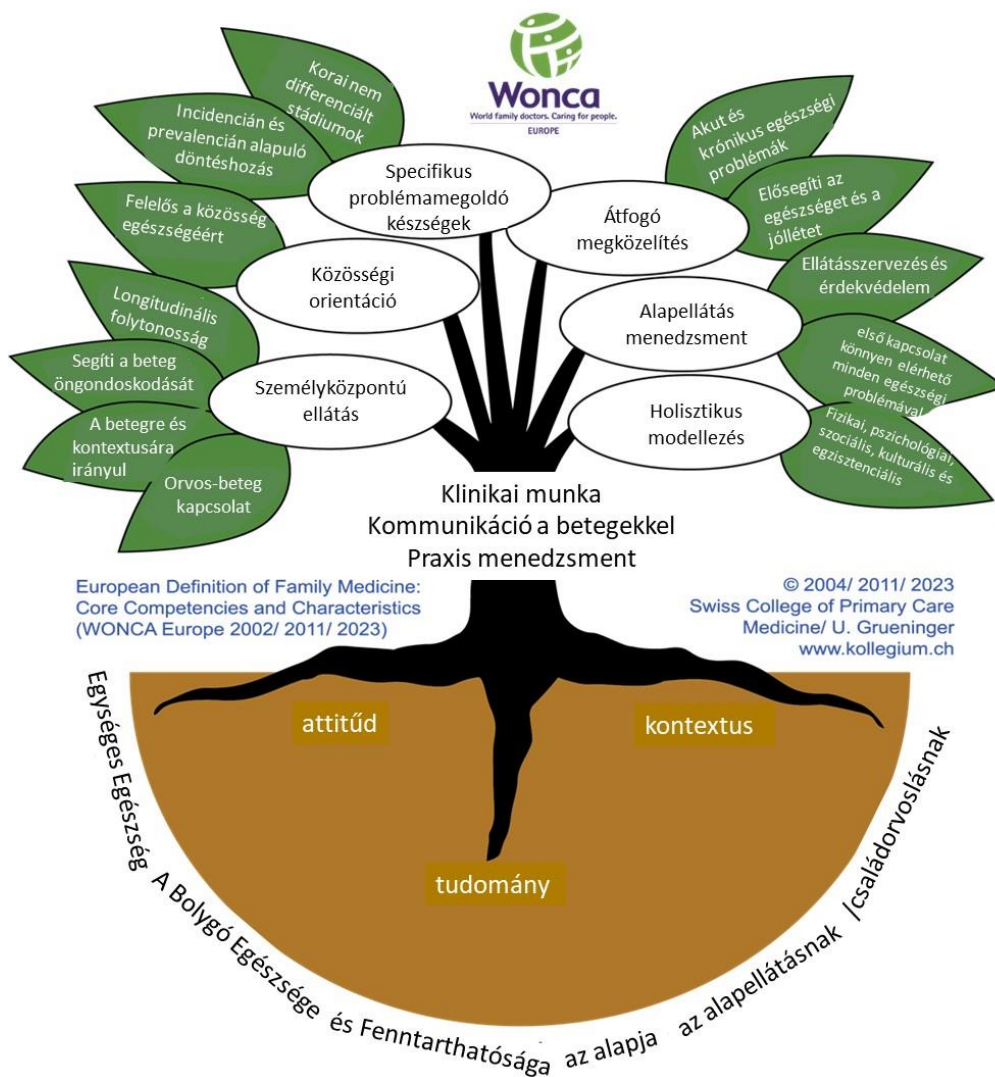 Wonca
World family doctors. Caring for people.
EUROPE
Korai nem
differenciált
stádiumok
Incidencián és
prevalencián alapuló
döntéshozás
Felelős a közösség
egészségéért
Longitudinális
folytonosság
Segíti a beteg
öngondoskodását
A betegre és
kontextusára
irányul
Orvos-beteg
kapcsolat
Specifikus
problémamegoldó
készségek
Közösségi
orientáció
Személyközpontú
ellátás
Átfogó
megközelítés
Alapellátás
menedzsment
Holisztikus
modellezés
Akut és
krónikus egészségi
problémák
Elősegíti az
egészséget és a
jóllétet
Ellátásszervezés és
érdekvédelem
első kapcsolat
könnyen elérhető
minden egészségi
problémával
Fizikai, pszichológiai,
szociális, kulturális és
egzisztenciális
Klinikai munka
Kommunikáció a betegekkel
Praxis menedzsment
European Definition of Family Medicine:
Core Competencies and Characteristics
(WONCA Europe 2002/ 2011/ 2023)
© 2004/ 2011/ 2023
Swiss College of Primary Care
Medicine/ U. Grueninger
www.kollegium.ch
attitűd
kontextus
tudomány
Egységes Egészség A Bolygó Egészsége és Fenntarthatósága az alapja az alapellátásnak /családorvoslásnak